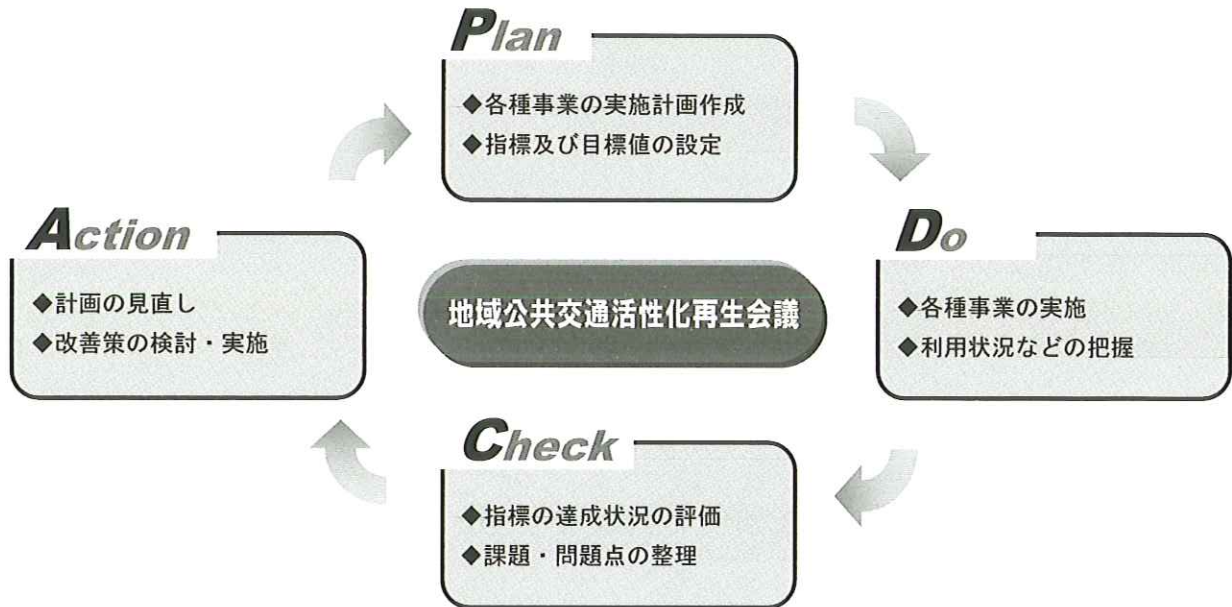 Plan
◆各種事業の実施計画作成
◆指標及び目標値の設定
Do
◆各種事業の実施
◆利用状況などの把握
Check
◆指標の達成状況の評価
◆課題・問題点の整理
Action
◆計画の見直し
◆改善策の検討・実施
地域公共交通活性化再生会議